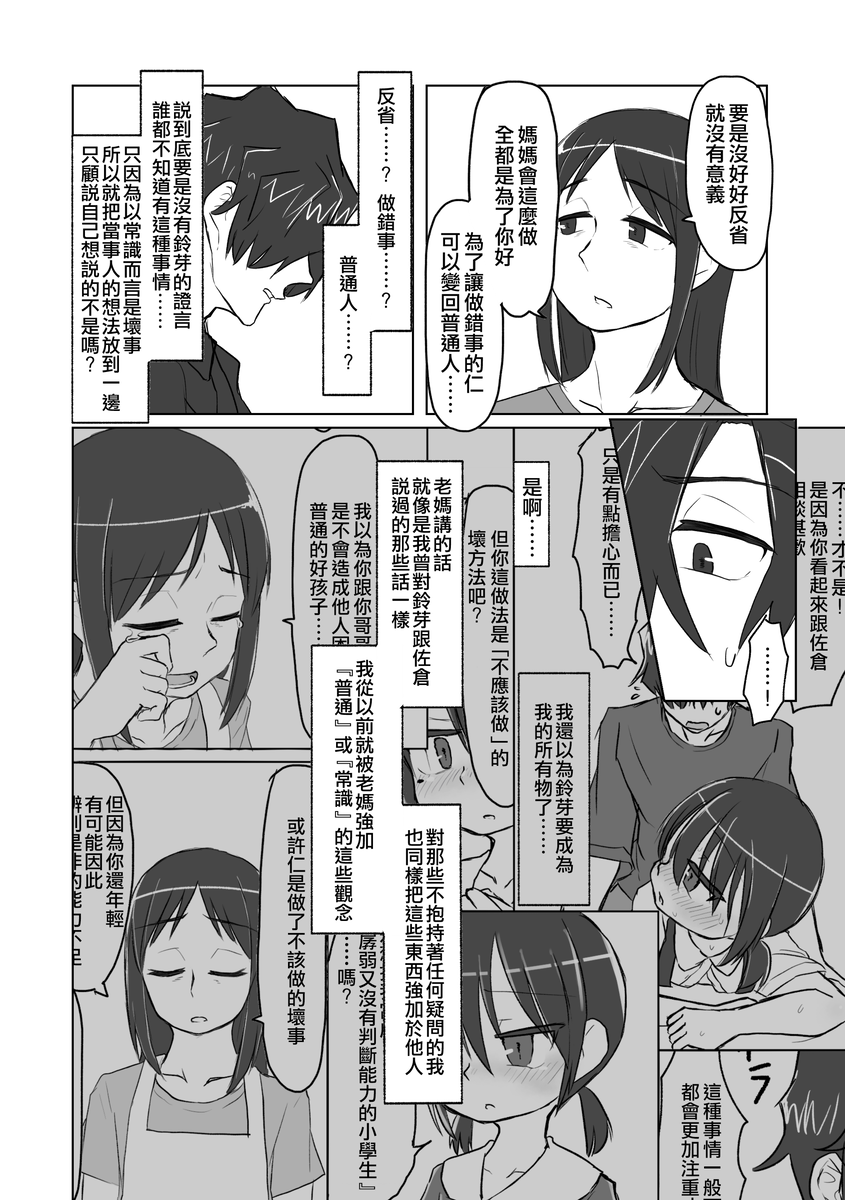 要是沒好好反省
就沒有意義
媽媽會這麼做
全都是為了你好
為了讓做錯事的仁
可以變回普通人……
反省……？做錯事……？
普通人……？
說到底要是沒有鈴芽的證言
誰都不知道有這種事情……
只因為以常識而言是壞事
所以就把當事人的想法放到一邊
只顧說自己想說的不是嗎？
不……才不是！
是因為你看起來跟佐倉
相談甚歡
……！
只是有點擔心而已……
是啊……
但你這做法是「不應該做」的
壞方法吧？
老媽講的話
就像是我曾對鈴芽跟佐倉
說過的那些話一樣
我以為你跟你哥哥
是不會造成他人困
普通的好孩子……
我還以為鈴芽要成為
我的所有物了……
我從以前就被老媽強加
『普通』或『常識』的這些觀念
對那些不抱持著任何疑問的我
也同樣把這些東西強加於他人
孱弱又沒有判斷能力的小學生』
……嗎？
或許仁是做了不該做的壞事
但因為你還年輕
有可能因此
辨別是非的能力不足
這種事情一般
都會更加注重